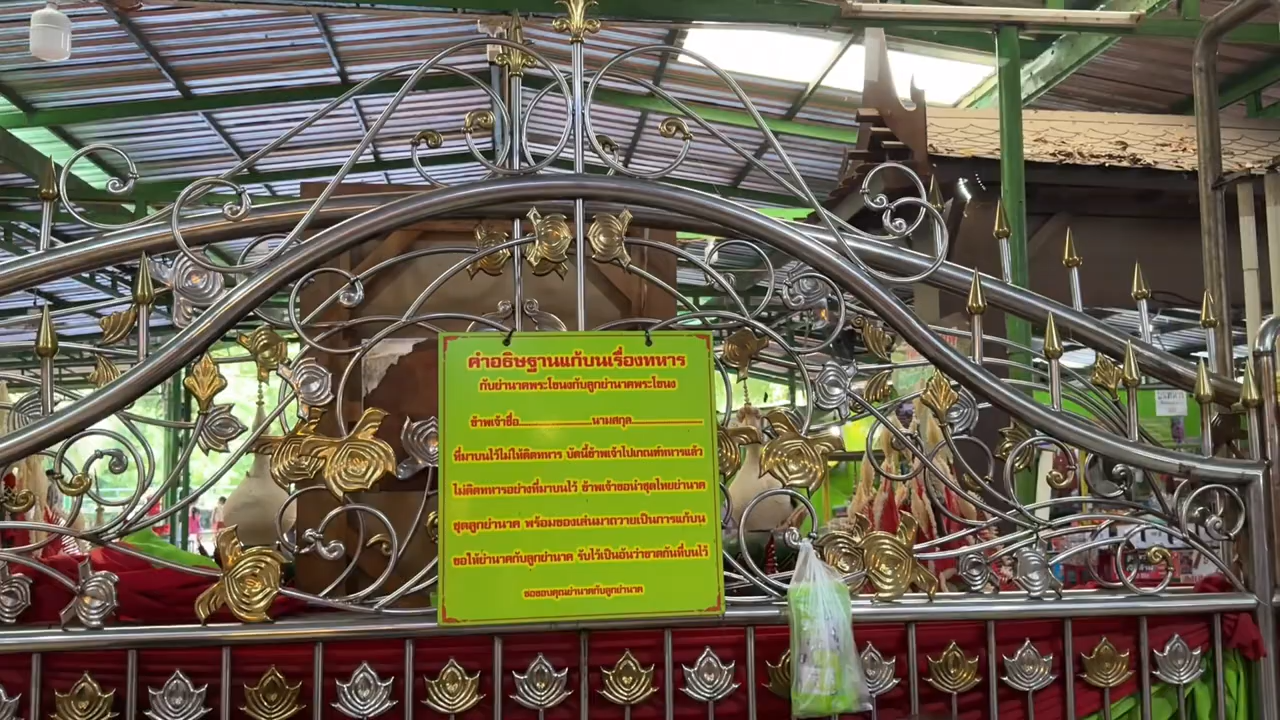 คำอธิษฐานแก้บนเรื่องทหาร
กับย่านาคพระโขนงกับลูกย่านาคพระโขนง
ข้าพเจ้าชื่อ....................นามสกุล....................
ที่มาบนไว้ไม่ให้ติดทหาร บัดนี้ข้าพเจ้าไปเกณฑ์ทหารแล้ว
ไม่ติดทหารอย่างที่มาบนไว้ ข้าพเจ้าขอนำชุดไทยย่านาค
ชุดลูกย่านาค พร้อมของเล่นมาถวายเป็นการแก้บน
ขอให้ย่านาคกับลูกย่านาค รับไว้เป็นอันว่าขาดกันที่บนไว้
ขอขอบคุณย่านาคกับลูกย่านาค